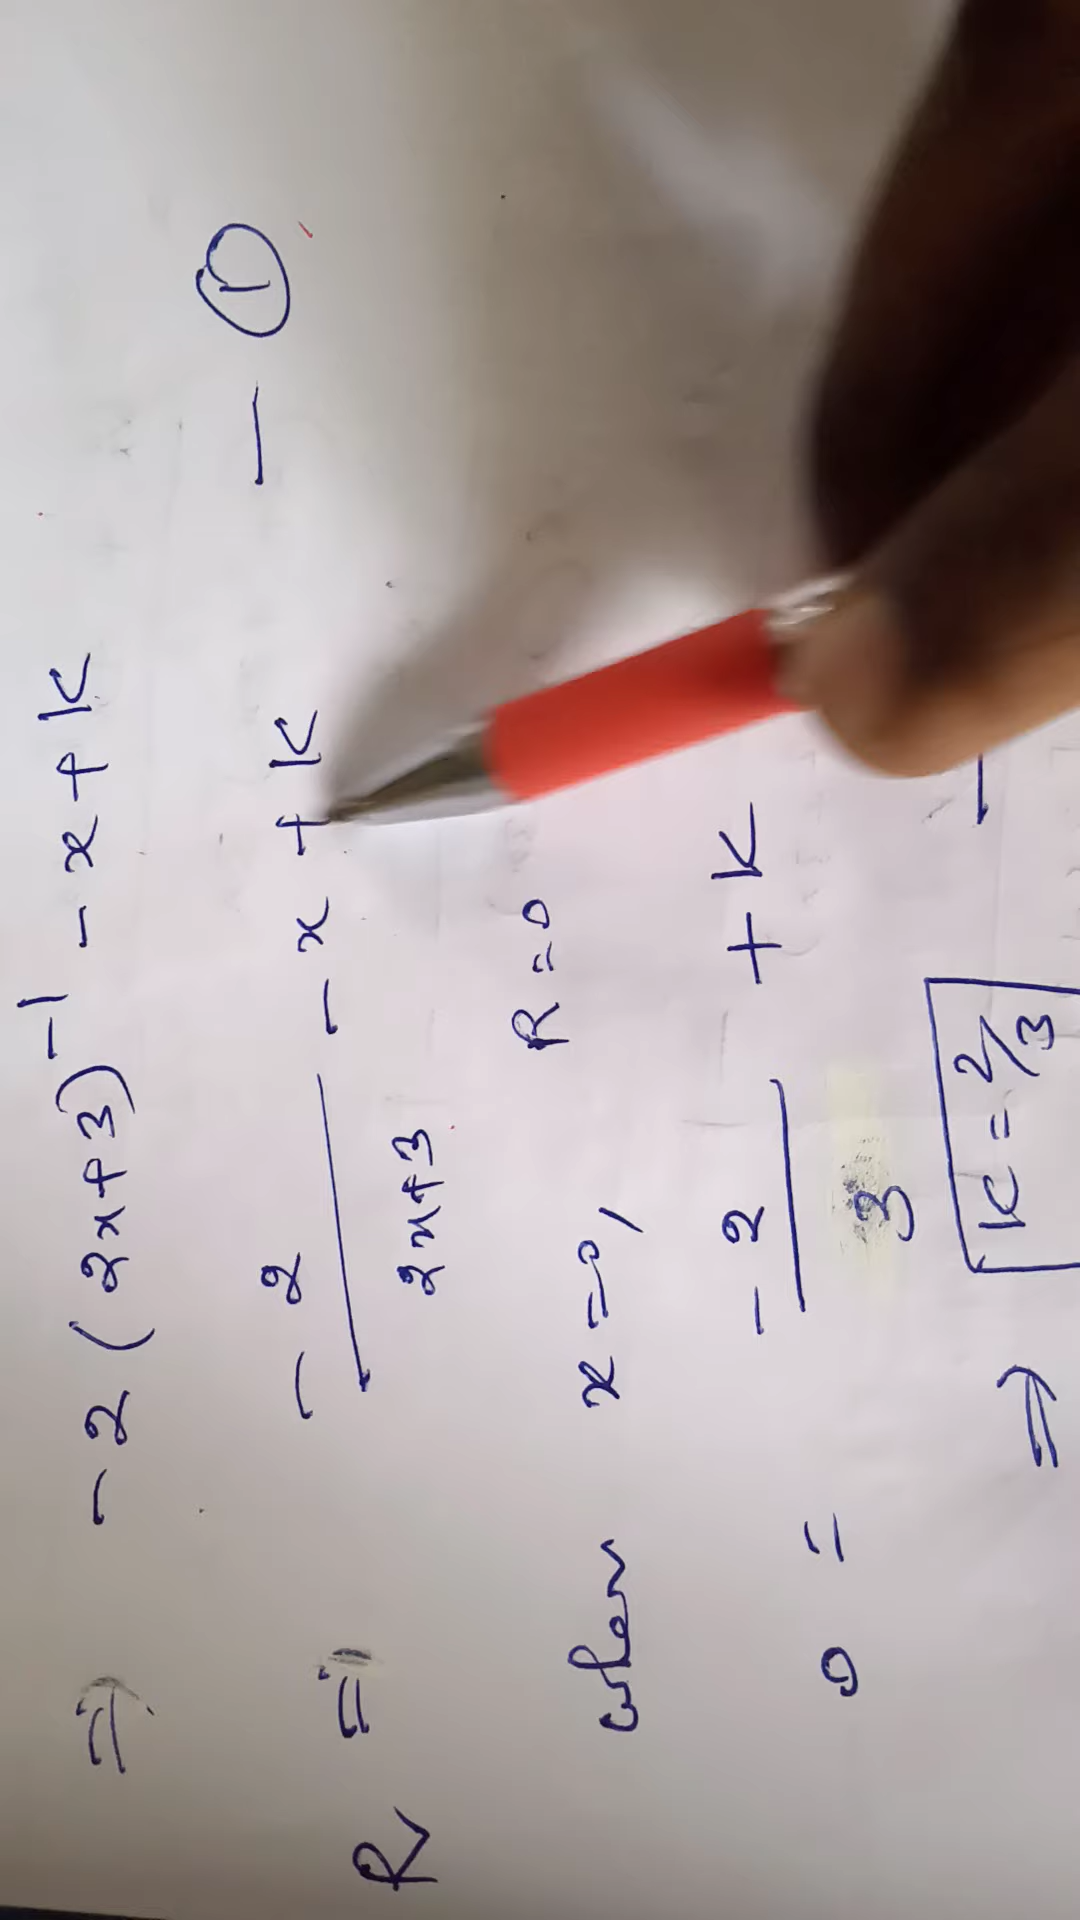 ⇒ -2(2x+3)⁻¹ - x + K
R = - 2/(2x+3) - x + K — ①
when x=0, R=0
0 = -2/3 + K
⇒ K = 2/3 —